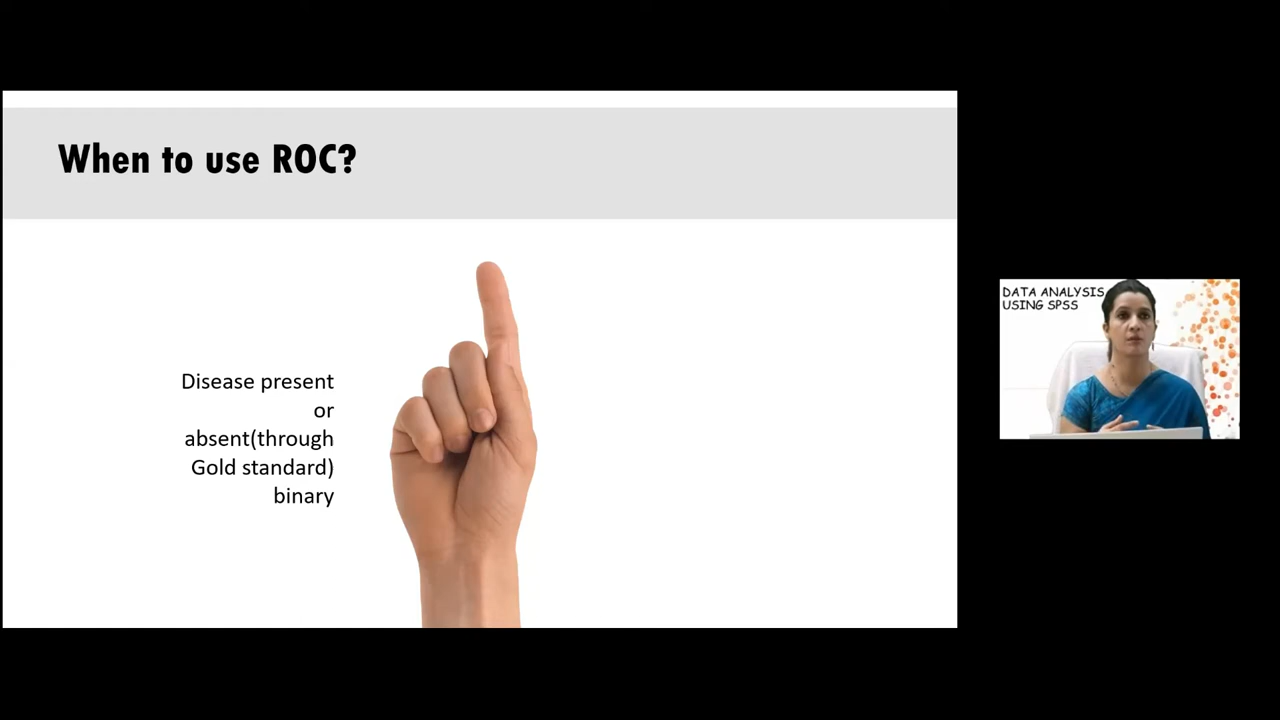 When to use ROC?
Disease present
or
absent(through
Gold standard)
binary
DATA ANALYSIS
USING SPSS